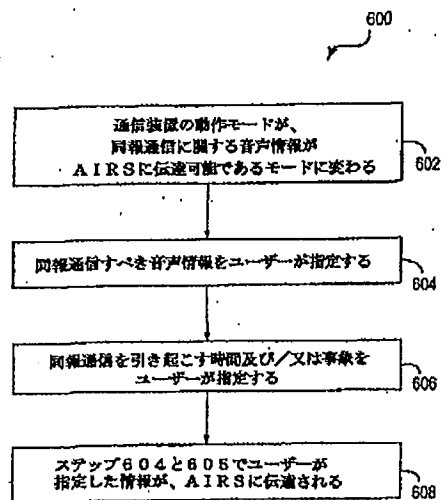 600
通信装置の動作モードが、
同報通信に関する音声情報が
AIRSに伝達可能であるモードに変わる
602
同報通信すべき音声情報をユーザーが指定する
604
同報通信を引き起こす時間及び/又は事象を
ユーザーが指定する
606
ステップ604と605でユーザーが
指定した情報が、AIRSに伝達される
608